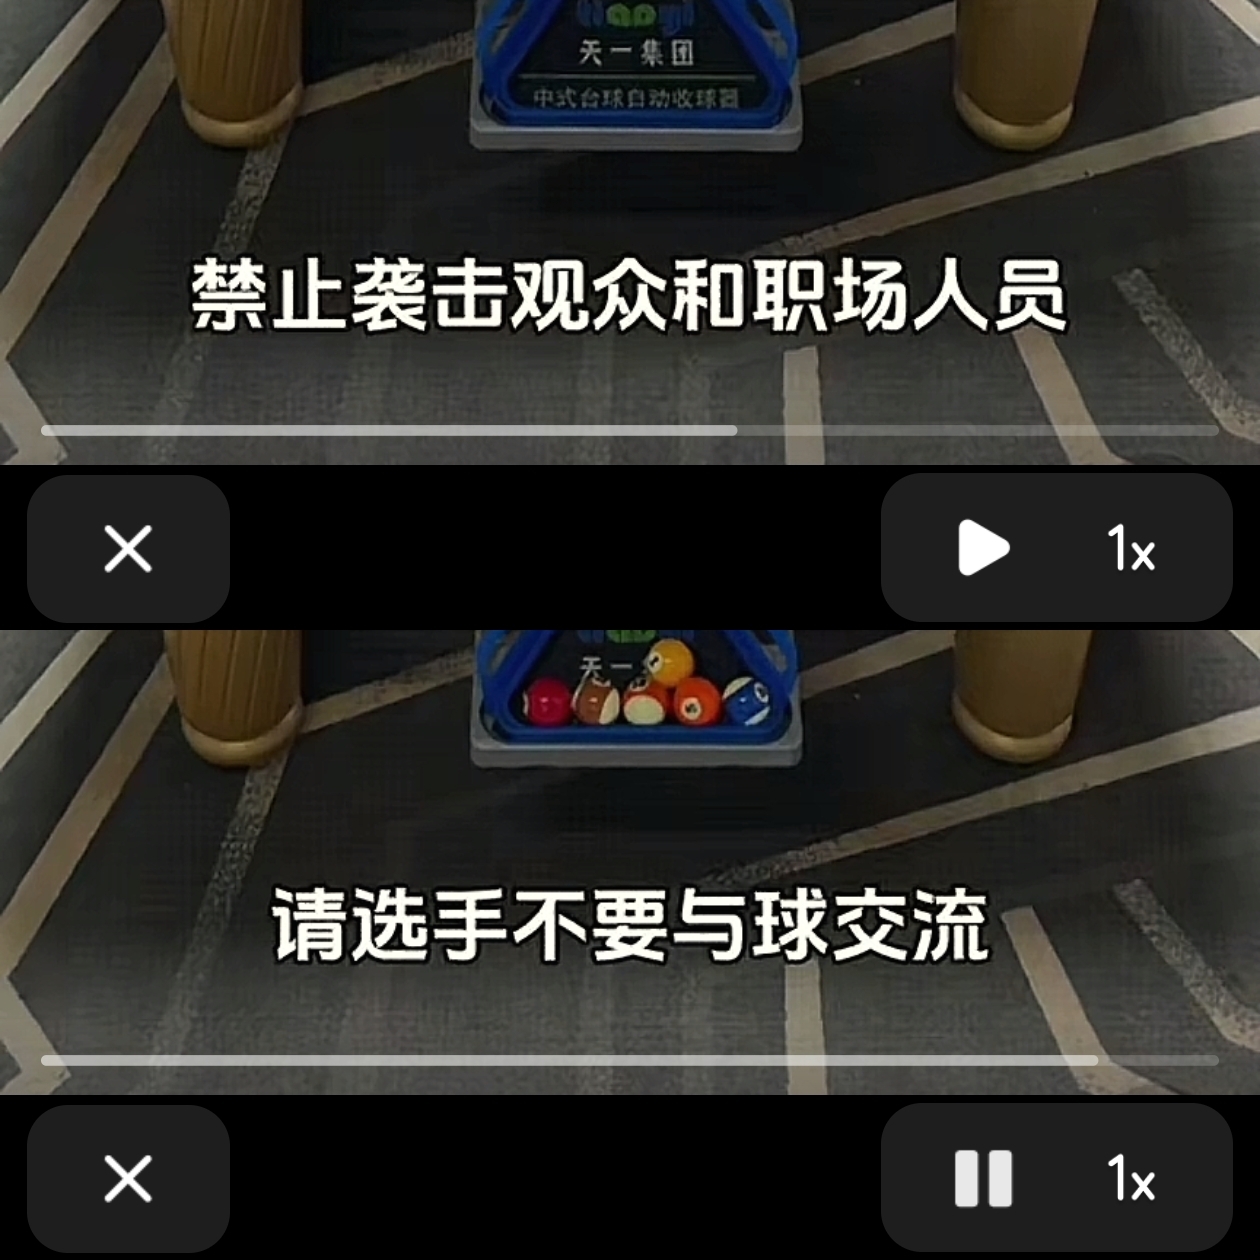 天一集团
中式台球自动收球器
禁止袭击观众和职场人员
1x
天一
请选手不要与球交流
1x